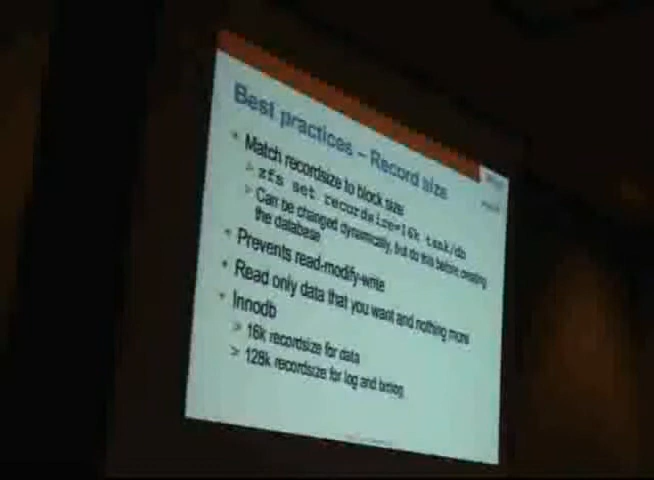 Best practices – Record size
• Match recordsize to block size
> zfs set recordsize=16k tank/db
> Can be changed dynamically, but do this before creating
the database
• Prevents read-modify-write
• Read only data that you want and nothing more
• Innodb
> 16k recordsize for data
> 128k recordsize for log and binlog